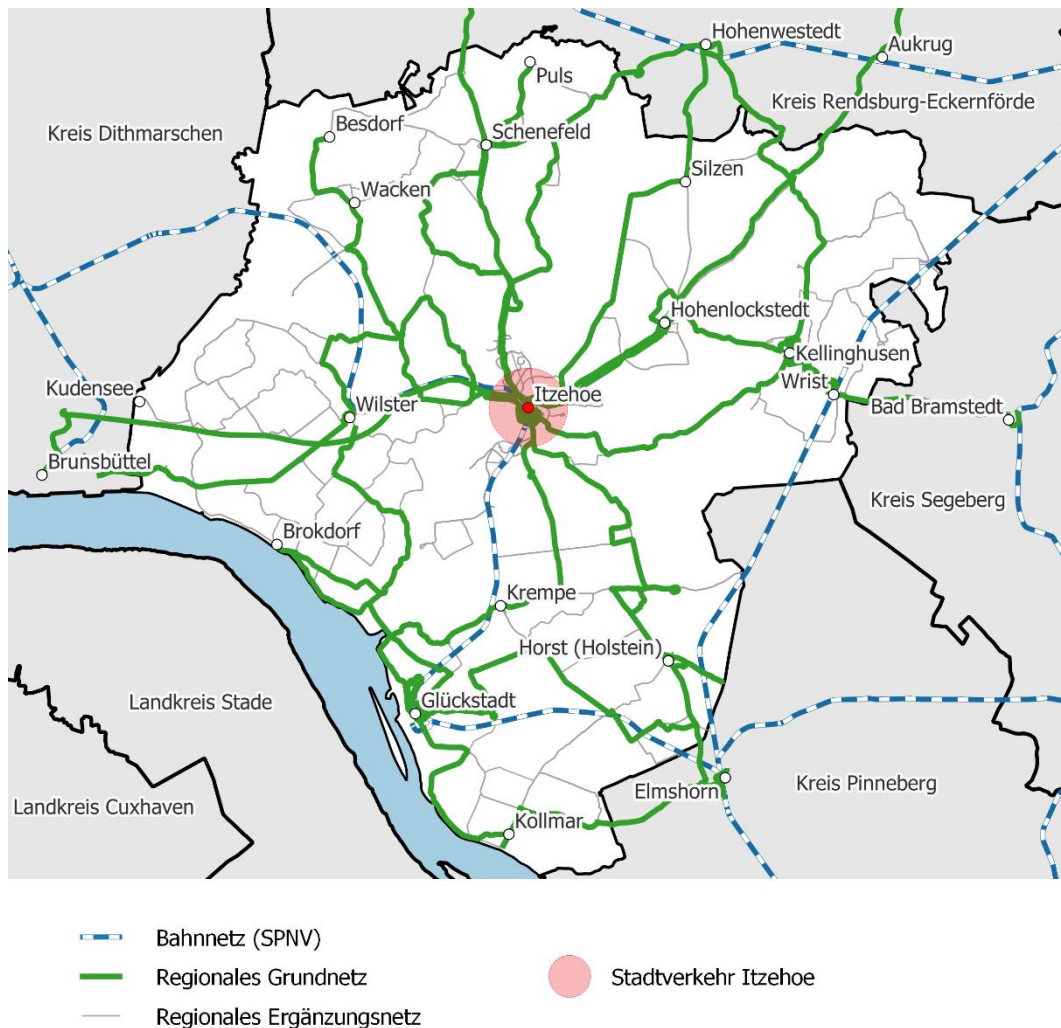 Hohenwestedt
Aukrug
Puls
Kreis Rendsburg-Eckernförde
Kreis Dithmarschen
Besdorf
Schenefeld
Silzen
Wacken
Hohenlockstedt
Kellinghusen
Kudensee
Itzehoe
Wrist
Wilster
Bad Bramstedt
Brunsbüttel
Kreis Segeberg
Brokdorf
Krempe
Horst (Holstein)
Landkreis Stade
Glückstadt
Elmshorn
Kreis Pinneberg
Landkreis Cuxhaven
Kollmar
Bahnnetz (SPNV)
Regionales Grundnetz
Stadtverkehr Itzehoe
Regionales Ergänzungsnetz